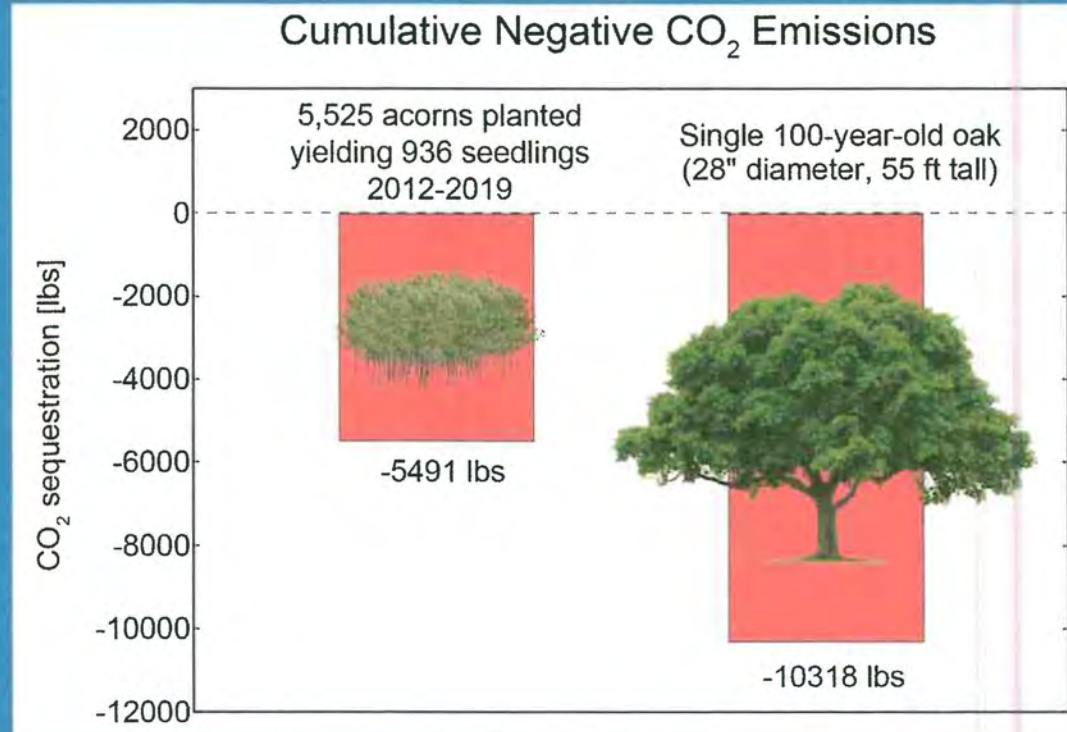 Cumulative Negative CO₂ Emissions
5,525 acorns planted
yielding 936 seedlings
2012-2019
Single 100-year-old oak
(28" diameter, 55 ft tall)
CO₂ sequestration [lbs]
2000
0
-2000
-4000
-6000
-8000
-10000
-12000
-5491 lbs
-10318 lbs